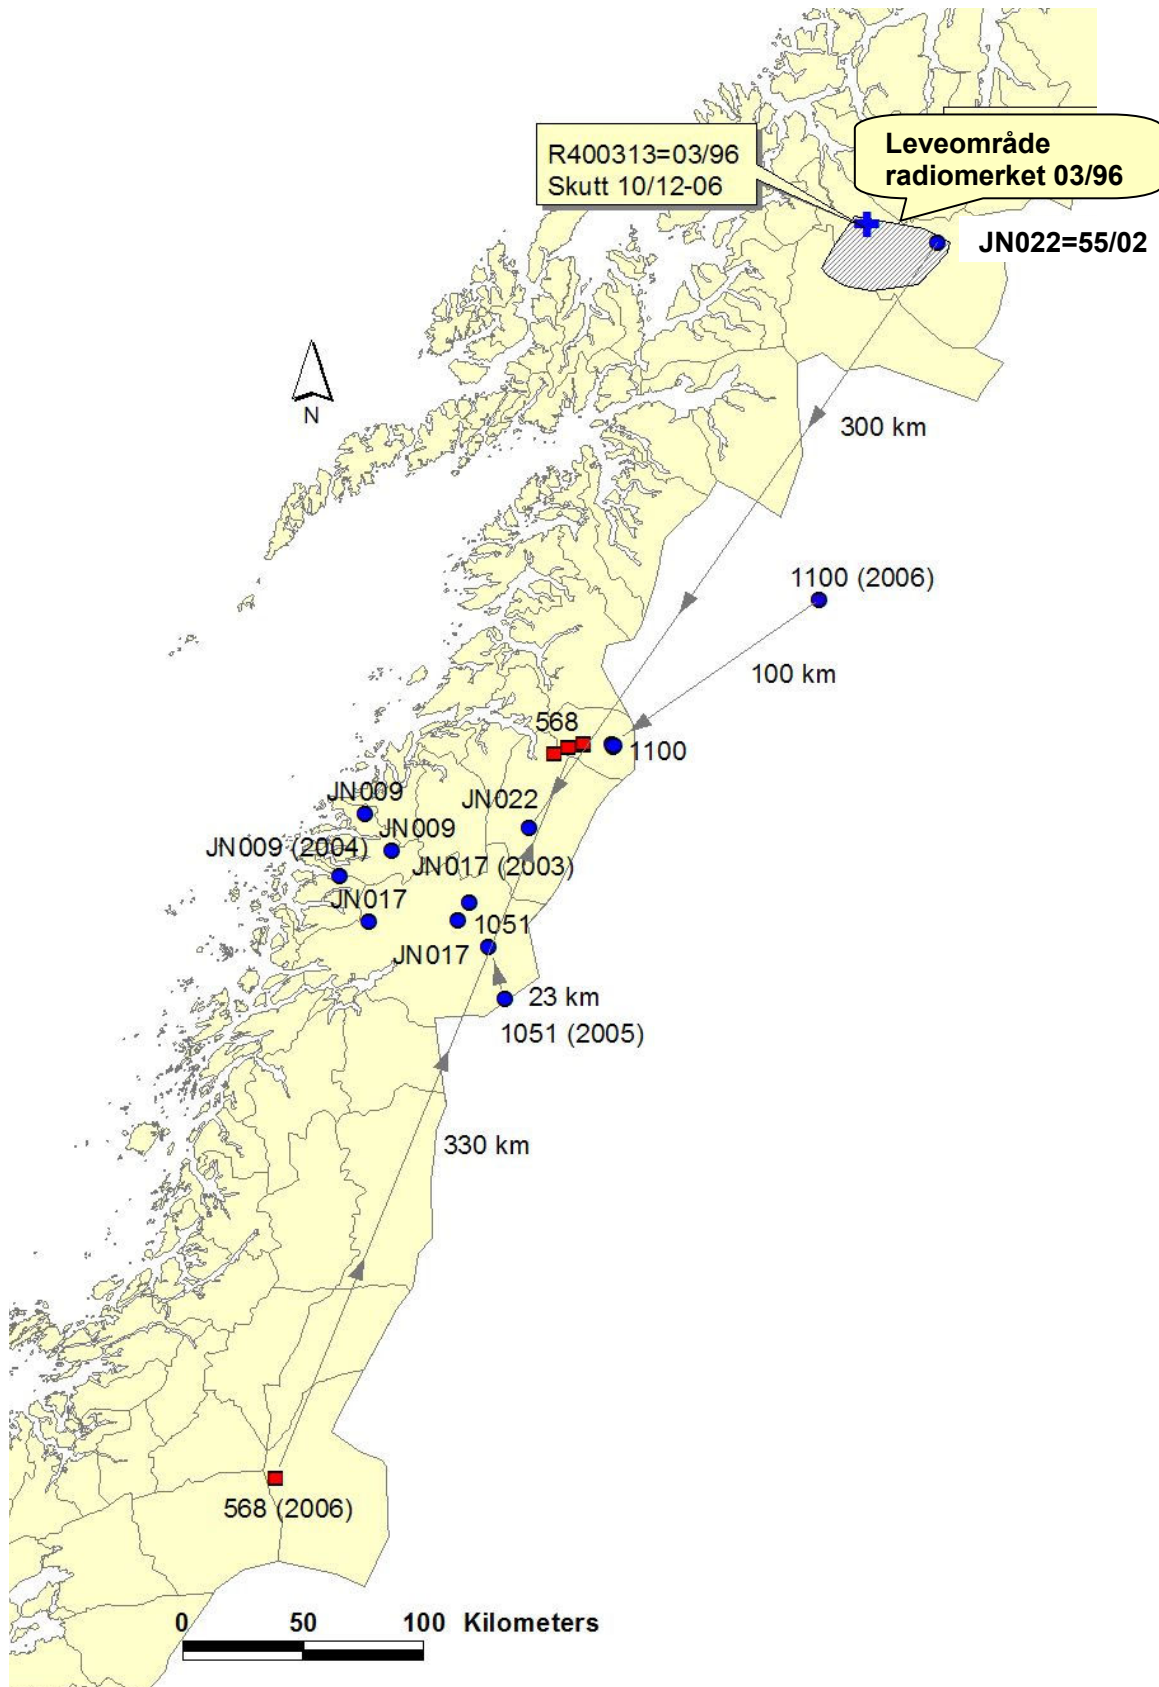 R400313=03/96
Skutt 10/12-06
Leveområde
radiomerket 03/96
JN022=55/02
N
300 km
1100 (2006)
100 km
568
1100
JN009
JN022
JN009
JN009 (2004)
JN017 (2003)
JN017
1051
JN017
23 km
1051 (2005)
330 km
568 (2006)
0 50 100 Kilometers